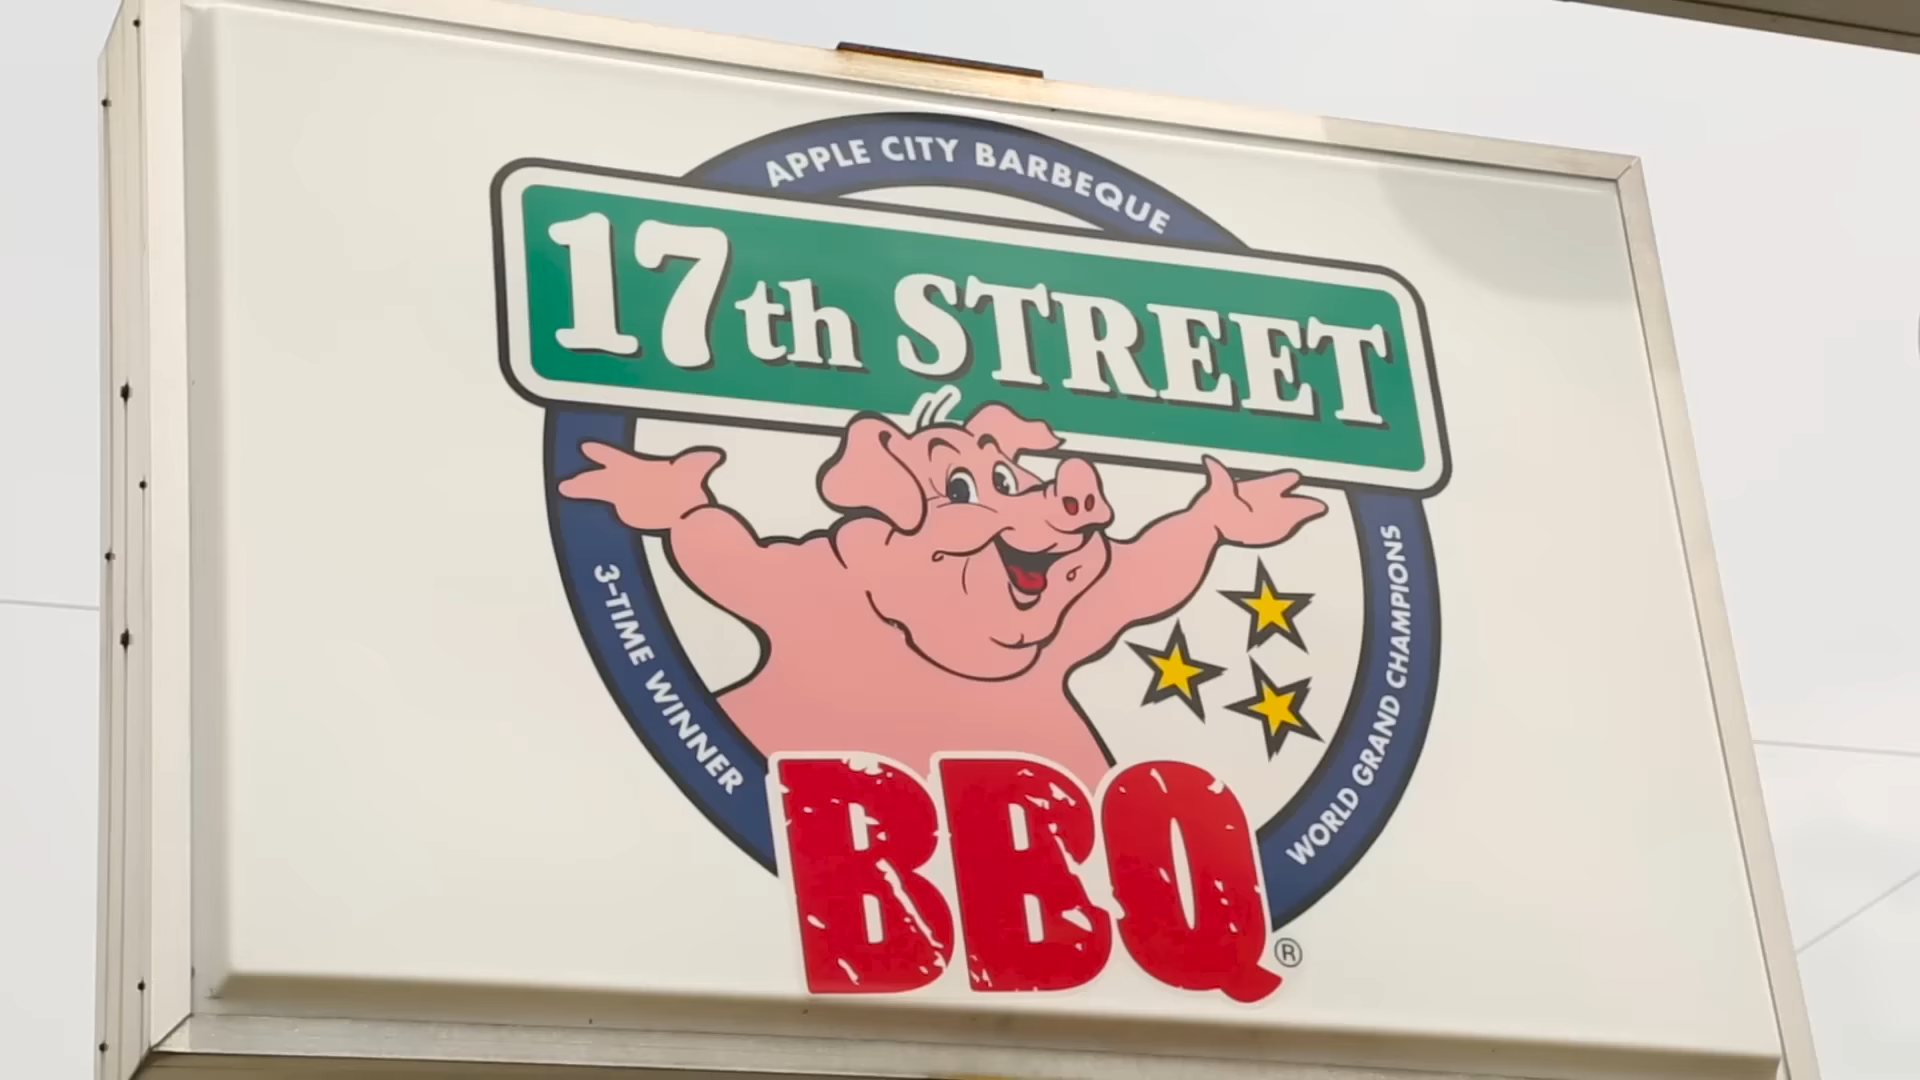 APPLE CITY BARBEQUE
17th STREET
3-TIME WINNER
WORLD GRAND CHAMPIONS
BBQ®